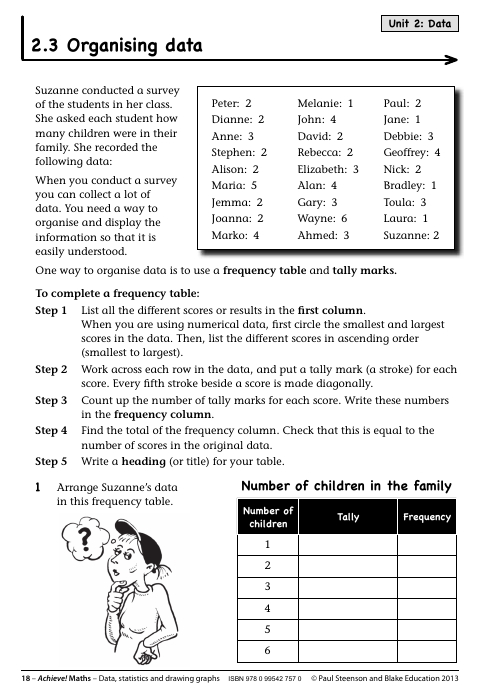 Unit 2: Data
2.3 Organising data
Suzanne conducted a survey
of the students in her class.
She asked each student how
many children were in their
family. She recorded the
following data:
When you conduct a survey
you can collect a lot of
data. You need a way to
organise and display the
information so that it is
easily understood.
Peter: 2 Melanie: 1 Paul: 2
Dianne: 2 John: 4 Jane: 1
Anne: 3 David: 2 Debbie: 3
Stephen: 2 Rebecca: 2 Geoffrey: 4
Alison: 2 Elizabeth: 3 Nick: 2
Maria: 5 Alan: 4 Bradley: 1
Jemma: 2 Gary: 3 Toula: 3
Joanna: 2 Wayne: 6 Laura: 1
Marko: 4 Ahmed: 3 Suzanne: 2
One way to organise data is to use a frequency table and tally marks.
To complete a frequency table:
Step 1 List all the different scores or results in the first column.
When you are using numerical data, first circle the smallest and largest
scores in the data. Then, list the different scores in ascending order
(smallest to largest).
Step 2 Work across each row in the data, and put a tally mark (a stroke) for each
score. Every fifth stroke beside a score is made diagonally.
Step 3 Count up the number of tally marks for each score. Write these numbers
in the frequency column.
Step 4 Find the total of the frequency column. Check that this is equal to the
number of scores in the original data.
Step 5 Write a heading (or title) for your table.
1 Arrange Suzanne's data
in this frequency table.
?
Number of children in the family
Number of
children Tally Frequency
1
2
3
4
5
6
18 – Achieve! Maths – Data, statistics and drawing graphs ISBN 978 0 99542 757 0 © Paul Steenson and Blake Education 2013